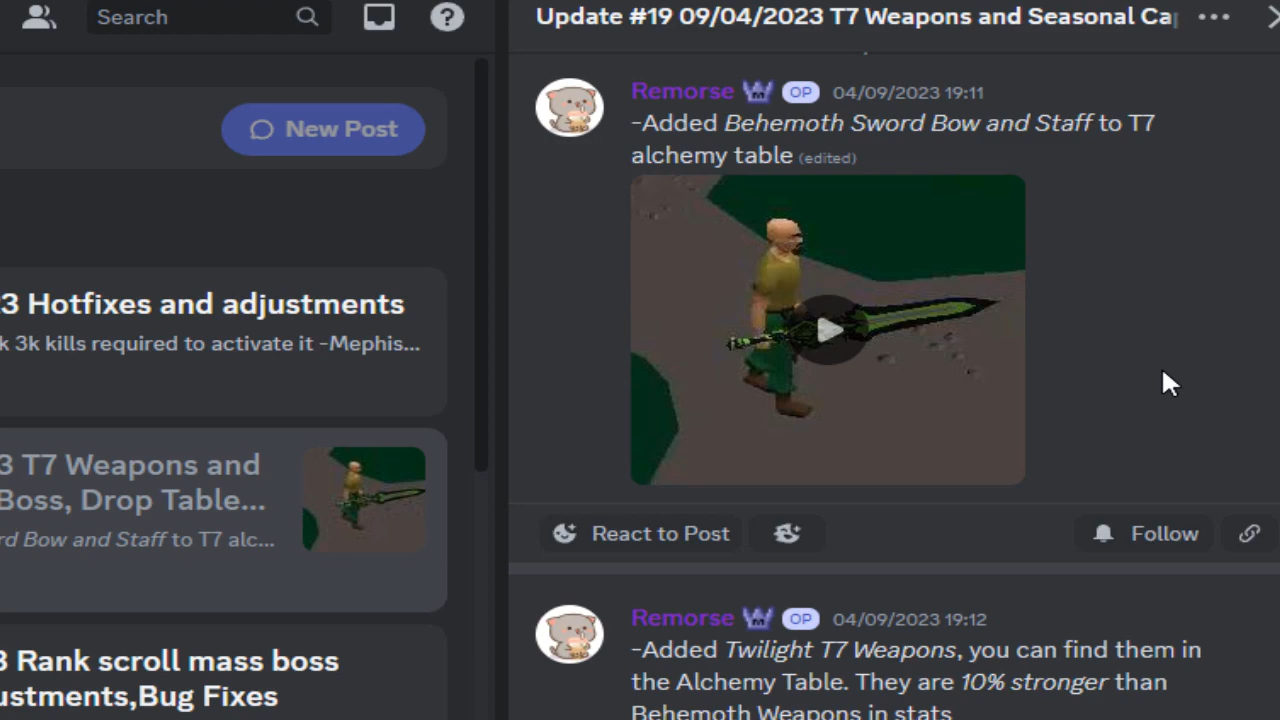 Search
New Post
3 Hotfixes and adjustments
k 3k kills required to activate it -Mephis...
3 T7 Weapons and
Boss, Drop Table...
rd Bow and Staff to T7 alc...
3 Rank scroll mass boss
ustments,Bug Fixes
Update #19 09/04/2023 T7 Weapons and Seasonal Ca
Remorse OP 04/09/2023 19:11
-Added Behemoth Sword Bow and Staff to T7
alchemy table (edited)
React to Post
Follow
Remorse OP 04/09/2023 19:12
-Added Twilight T7 Weapons, you can find them in
the Alchemy Table. They are 10% stronger than
Behemoth Weapons in stats